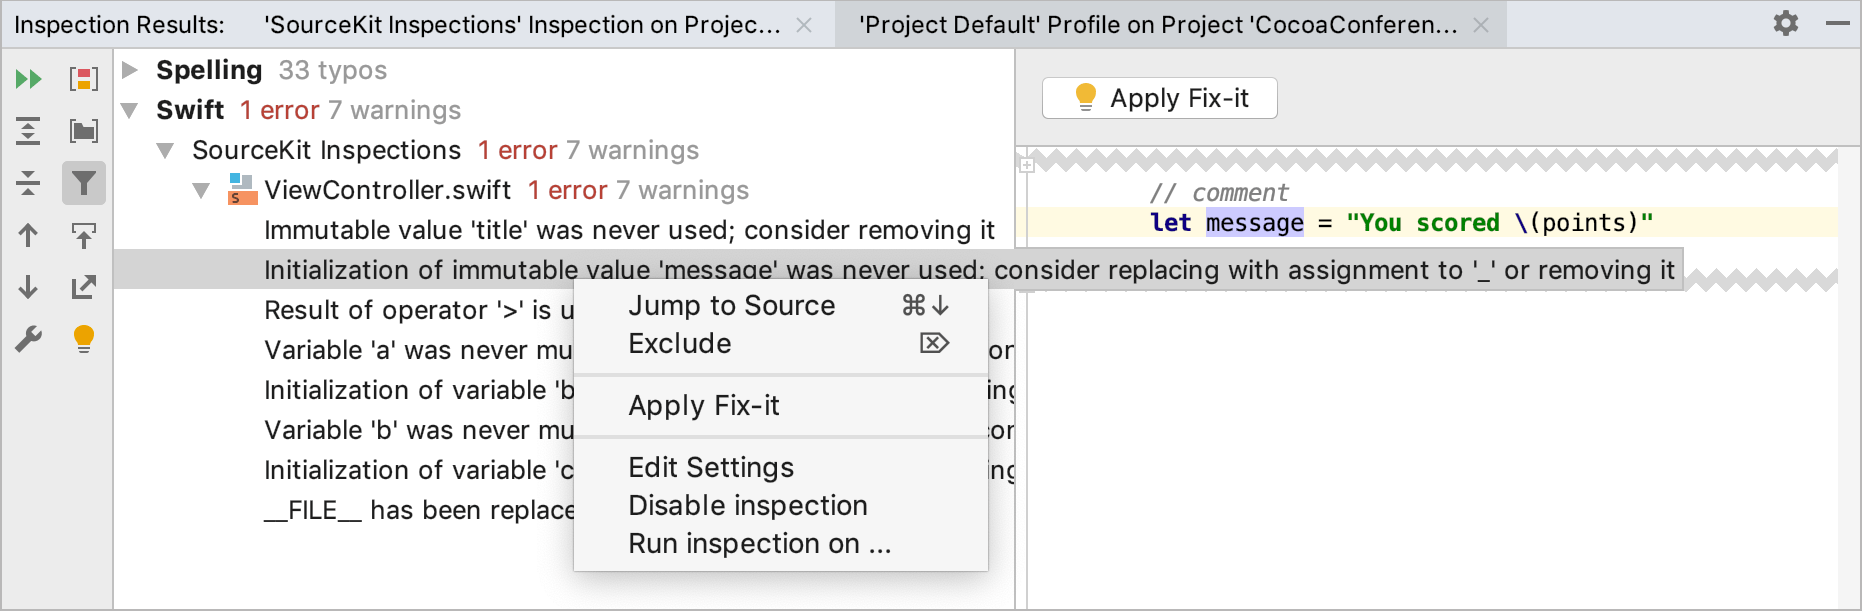 Inspection Results: 'SourceKit Inspections' Inspection on Projec... 'Project Default' Profile on Project 'CocoaConferen...
Spelling 33 typos
Swift 1 error 7 warnings
SourceKit Inspections 1 error 7 warnings
ViewController.swift 1 error 7 warnings
Immutable value 'title' was never used; consider removing it
Initialization of immutable value 'message' was never used; consider replacing with assignment to '_' or removing it
Result of operator '>' is u
Variable 'a' was never mu
Initialization of variable 'b
Variable 'b' was never mu
Initialization of variable 'c
__FILE__ has been replace
Jump to Source ⌘↓
Exclude ⌦
Apply Fix-it
Edit Settings
Disable inspection
Run inspection on ...
Apply Fix-it
// comment
let message = "You scored \(points)"